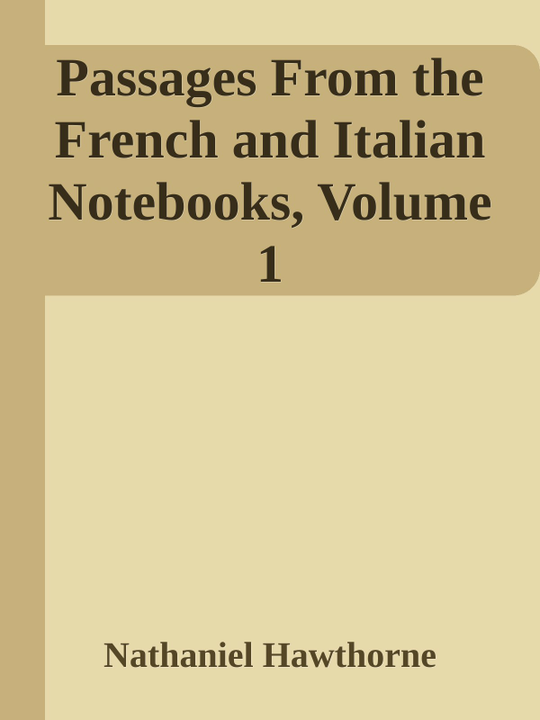 Passages From the
French and Italian
Notebooks, Volume
1
Nathaniel Hawthorne